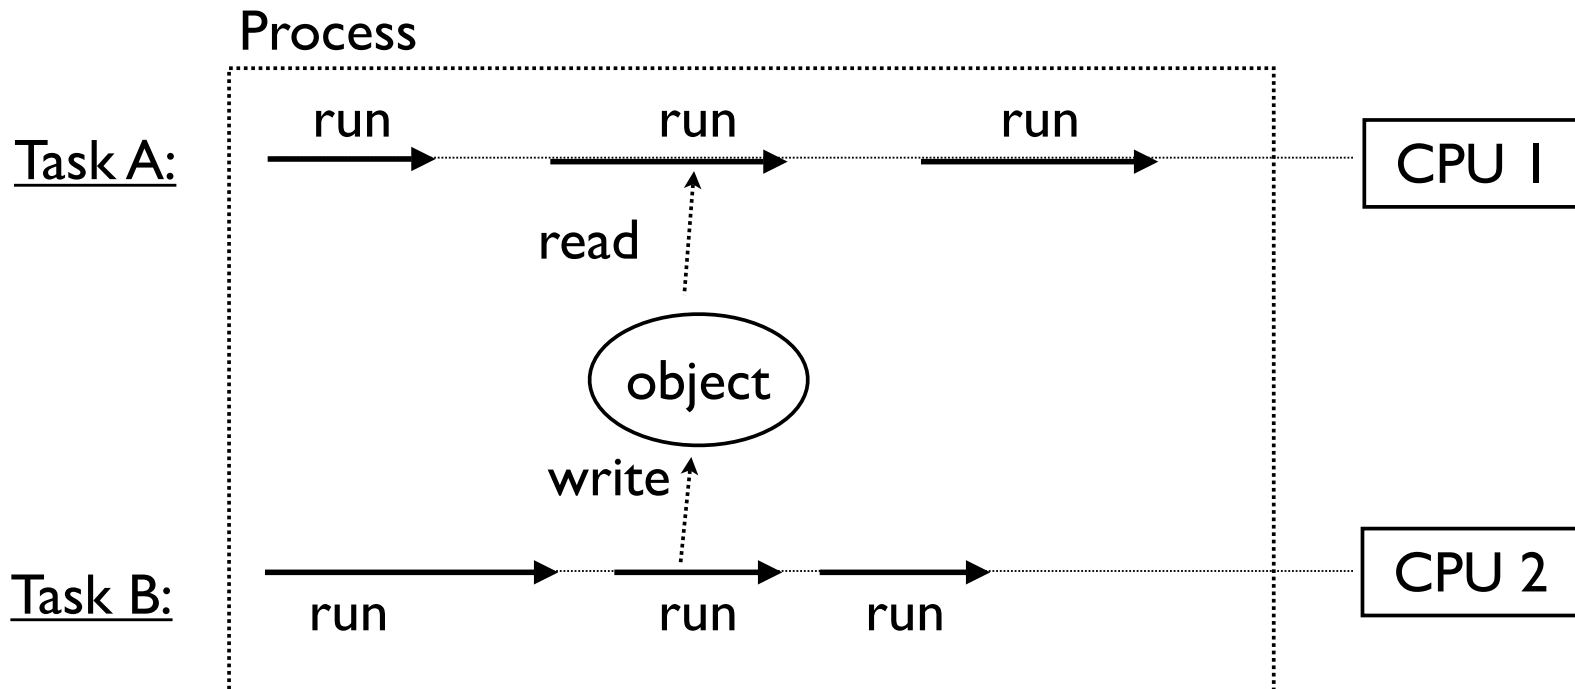 Process
run run run
Task A: CPU 1
read
object
write
Task B: CPU 2
run run run